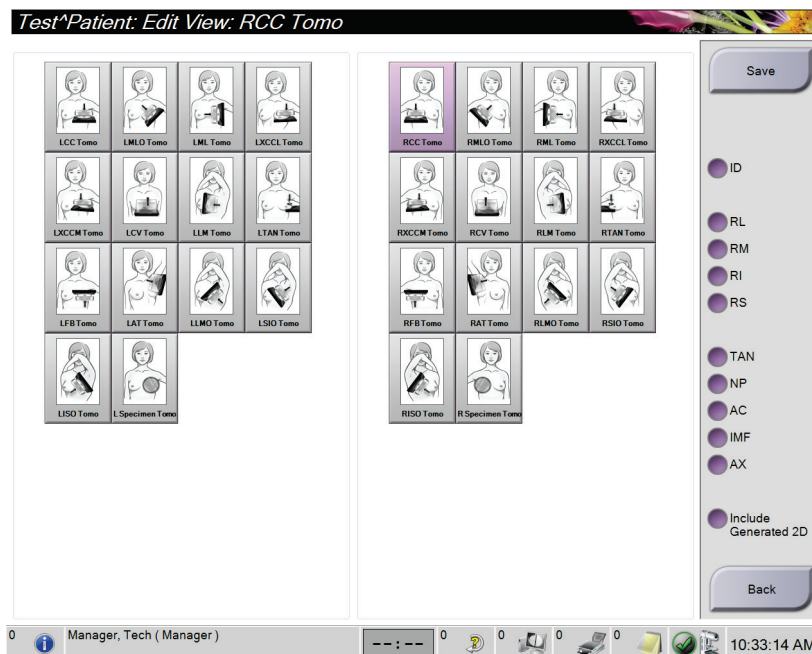 Test^Patient: Edit View: RCC Tomo
LCC Tomo
LMLO Tomo
LML Tomo
LXCCL Tomo
LXCCM Tomo
LCV Tomo
LLM Tomo
LTAN Tomo
LFB Tomo
LAT Tomo
LLMO Tomo
LSIO Tomo
LISO Tomo
L Specimen Tomo
RCC Tomo
RMLO Tomo
RML Tomo
RXCCL Tomo
RXCCM Tomo
RCV Tomo
RLM Tomo
RTAN Tomo
RFB Tomo
RAT Tomo
RLMO Tomo
RSIO Tomo
RISO Tomo
R Specimen Tomo
Save
ID
RL
RM
RI
RS
TAN
NP
AC
IMF
AX
Include
Generated 2D
Back
0
Manager, Tech ( Manager )
--:--
0
0
0
0
10:33:14 AM